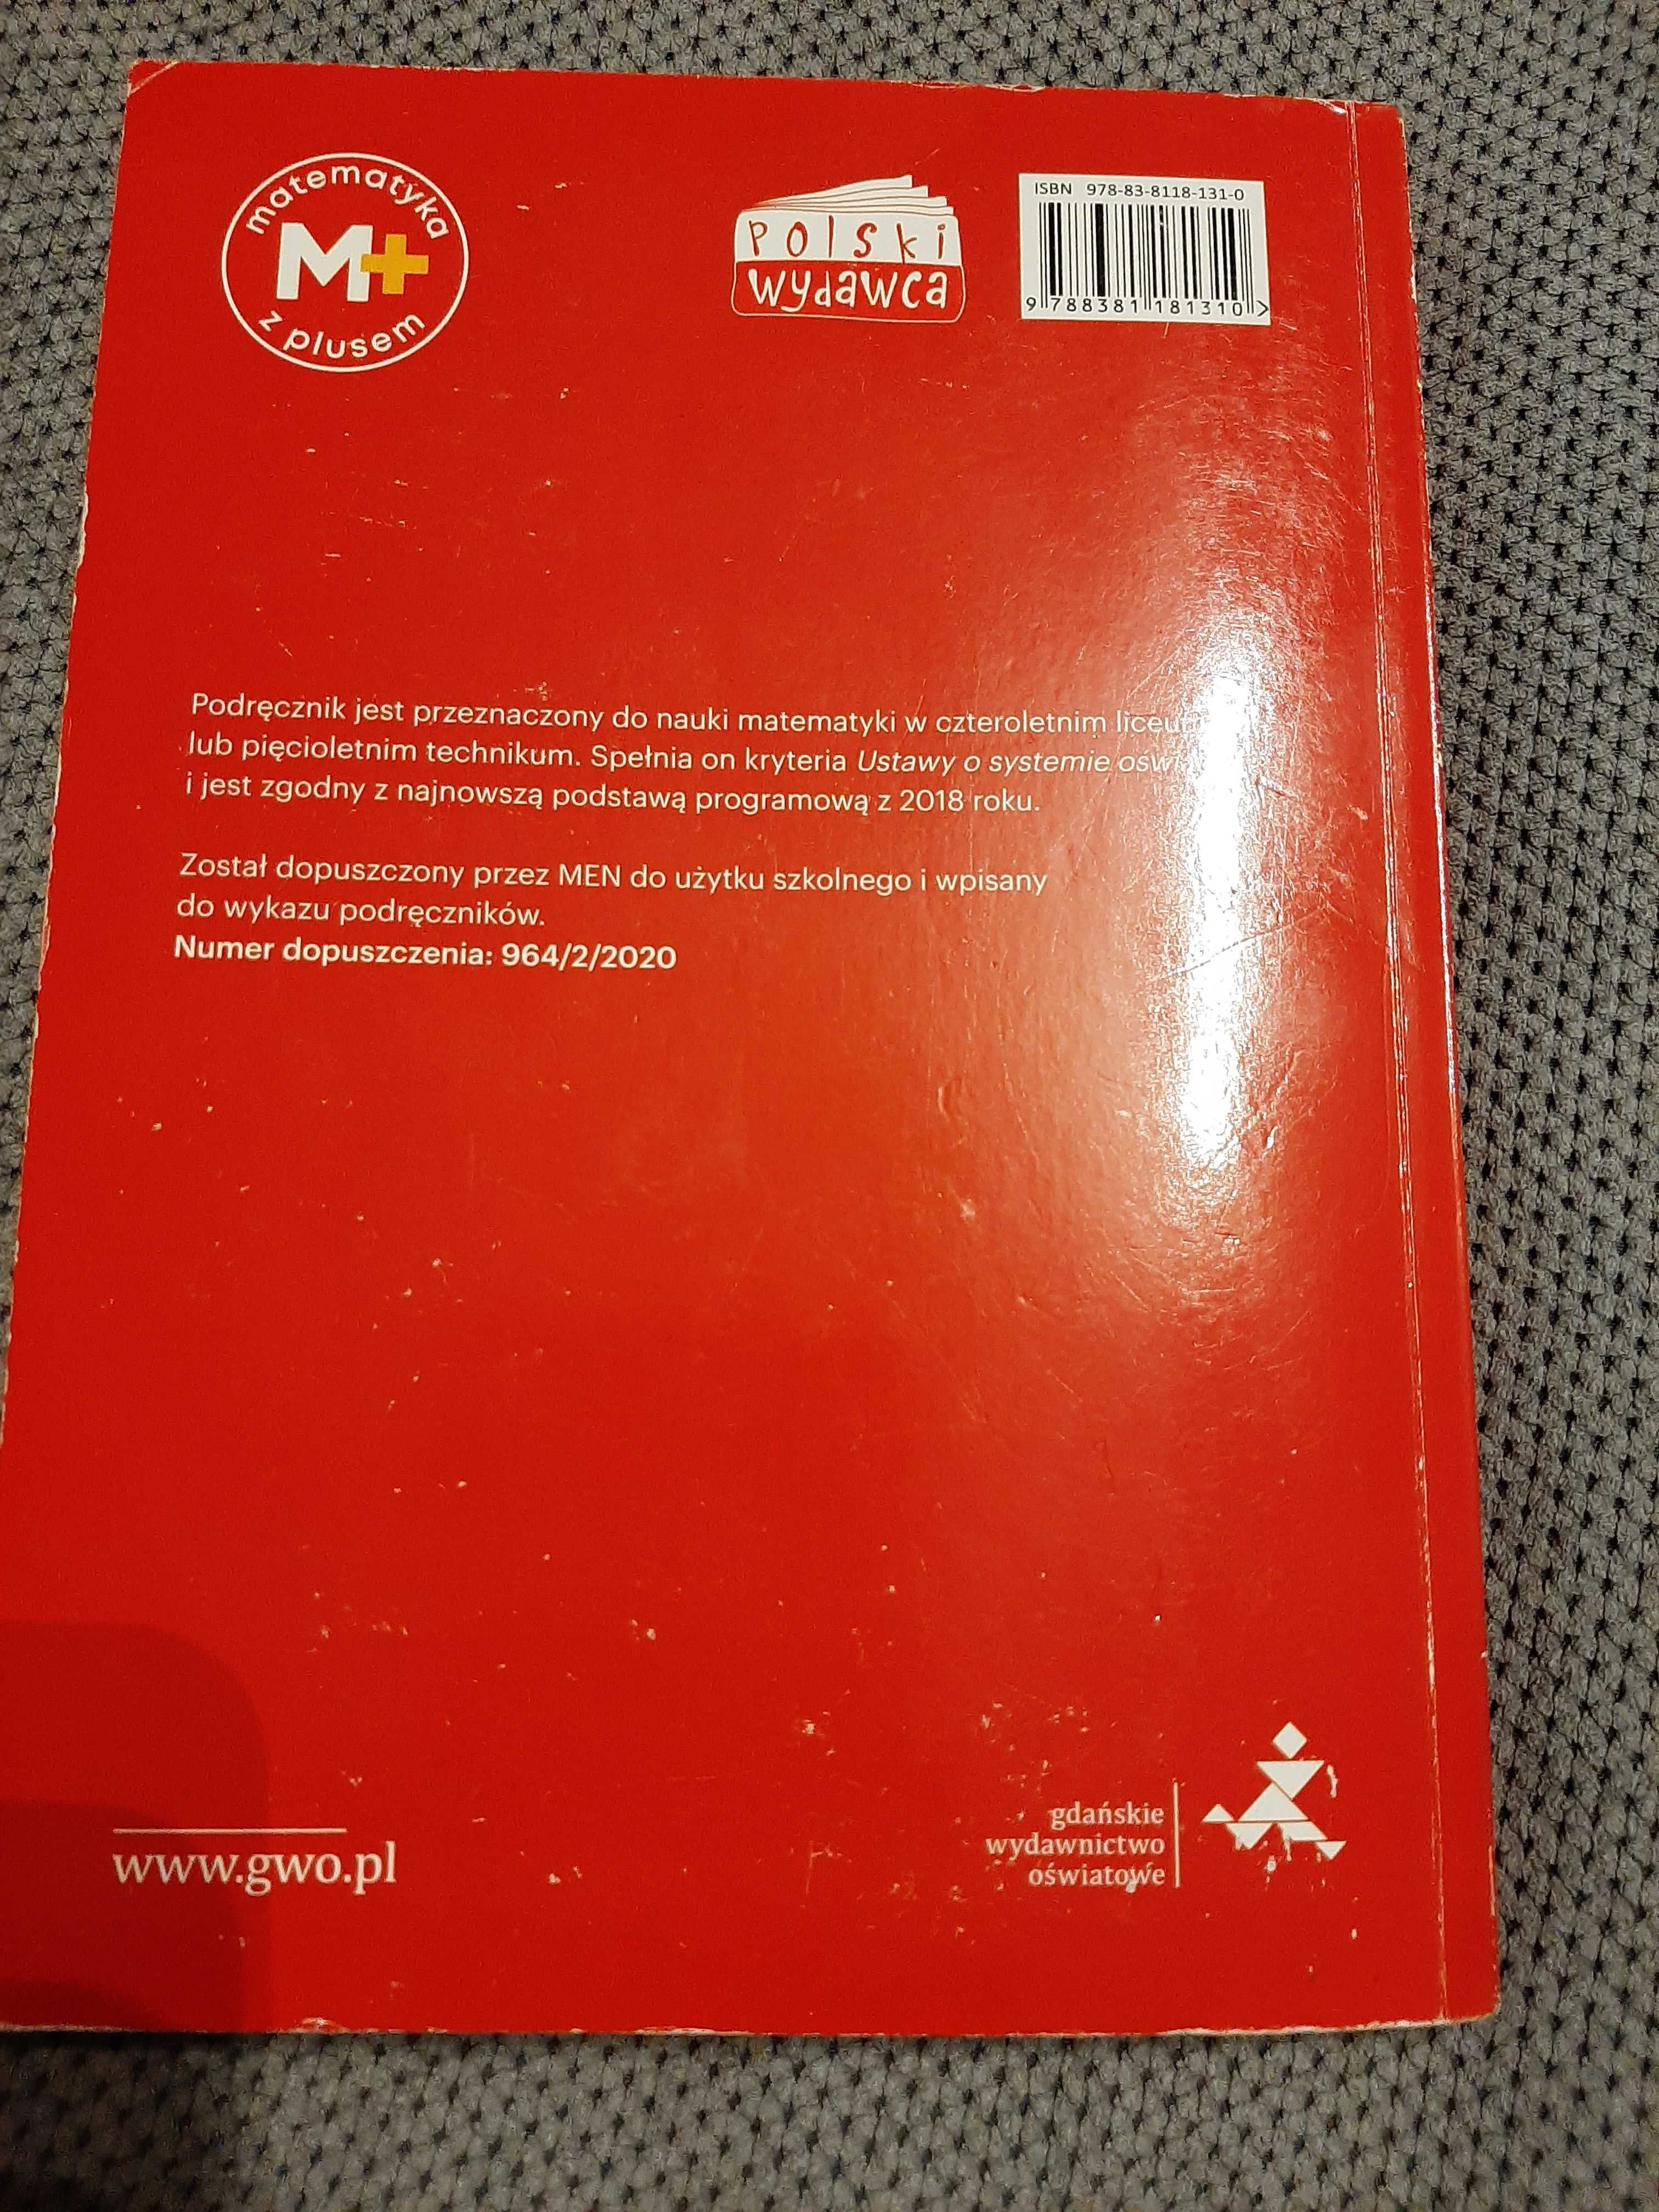 matematyka
M+
z plusem
Polski
wydawca
ISBN 978-83-8118-131-0
9 788381 181310 >
Podręcznik jest przeznaczony do nauki matematyki w czteroletnim
lub pięcioletnim technikum. Spełnia on kryteria Ustawy o systemie
i jest zgodny z najnowszą podstawą programową z 2018 roku.
Został dopuszczony przez MEN do użytku szkolnego i wpisany
do wykazu podręczników.
Numer dopuszczenia: 964/2/2020
www.gwo.pl
gdańskie
wydawnictwo
oświatowe